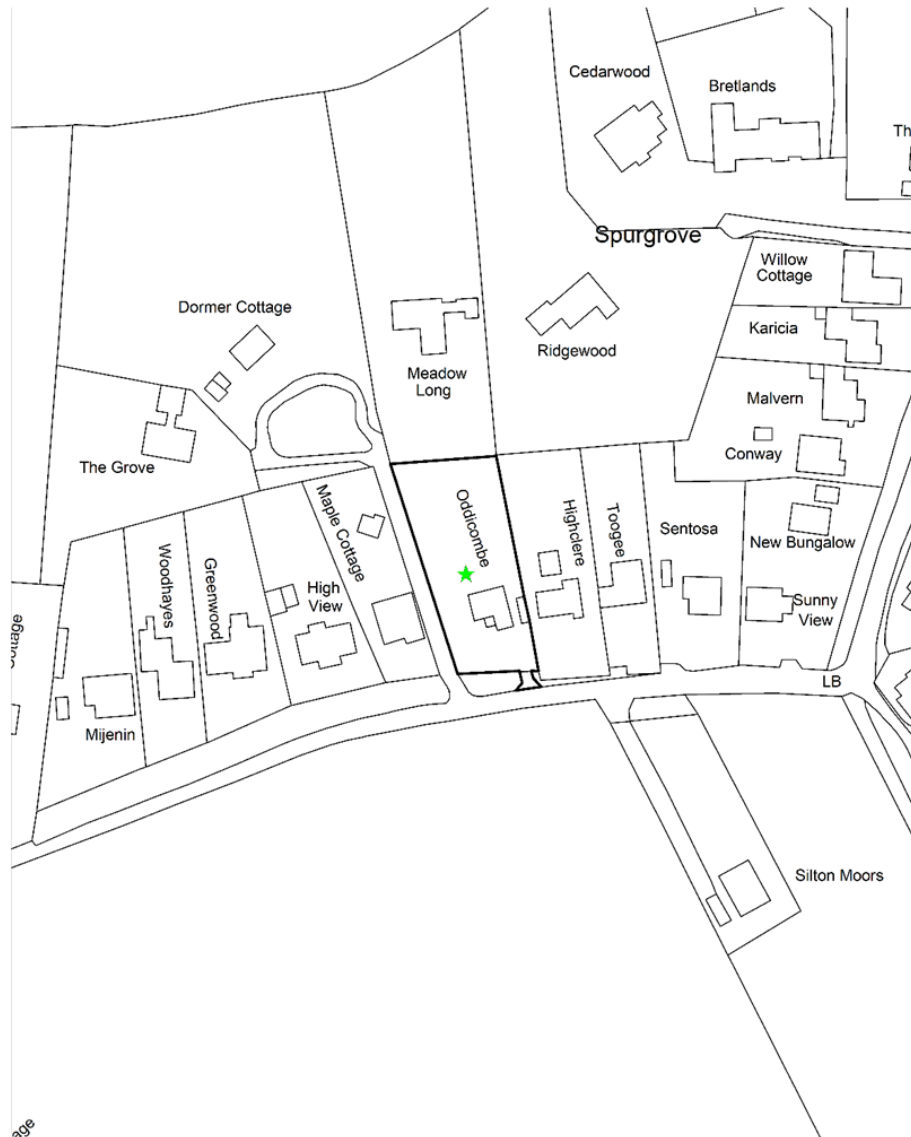 Cedarwood
Bretlands
Th
Spurgrove
Willow
Cottage
Dormer Cottage
Karicia
Ridgewood
Meadow
Long
Malvern
Conway
The Grove
Maple Cottage
Oddicombe
Highclere
Toogee
Sentosa
New Bungalow
Woodhayes
Greenwood
High
View
Sunny
View
LB
Mijenin
Silton Moors